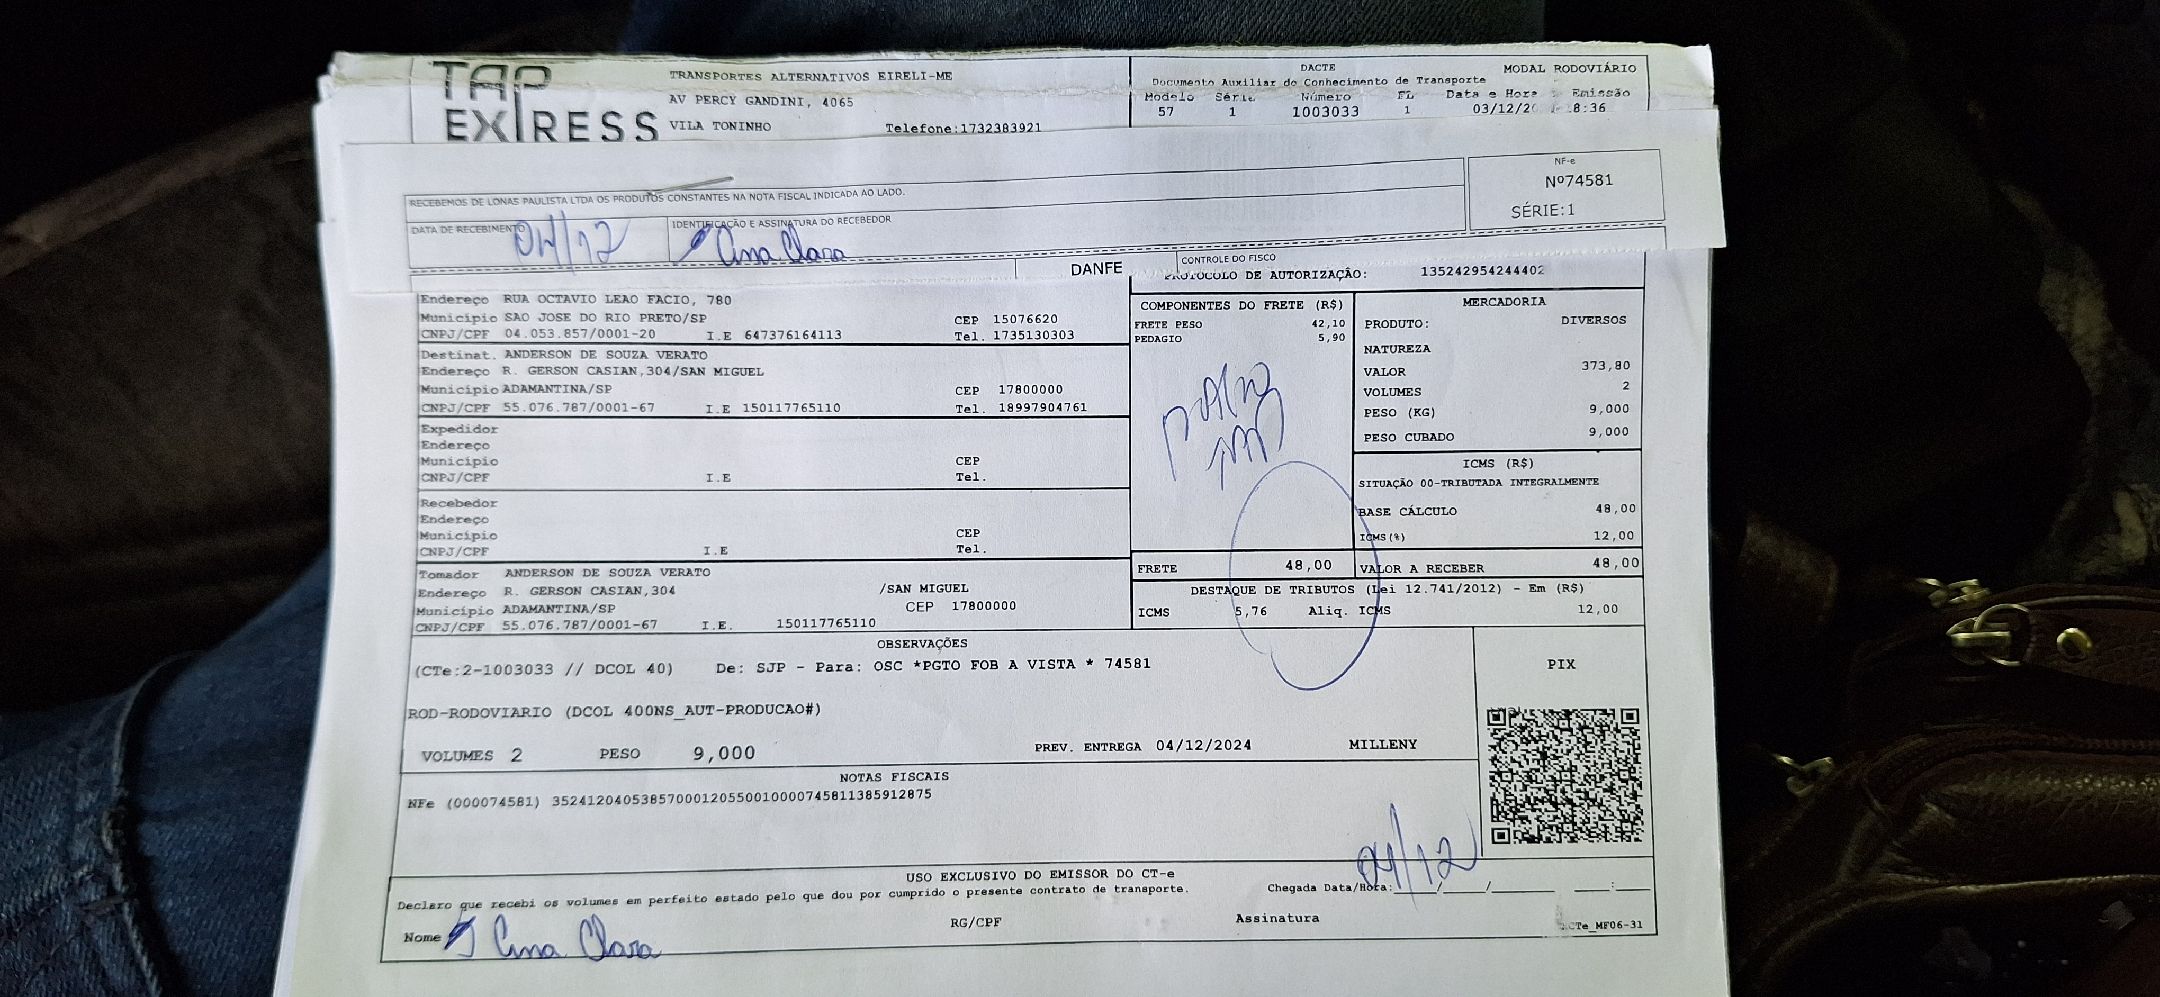 TAP EXPRESS
TRANSPORTES ALTERNATIVOS EIRELI-ME
AV PERCY GANDINI, 4065
VILA TONINHO Telefone:1732383921
DACTE MODAL RODOVIÁRIO
Documento Auxiliar do Conhecimento de Transporte
Modelo Série Número FL Data e Hora Emissão
57 1 1003033 1 03/12/20 8:36
RECEBEMOS DE LONAS PAULISTA LTDA OS PRODUTOS CONSTANTES NA NOTA FISCAL INDICADA AO LADO.
DATA DE RECEBIMENTO 04/12
IDENTIFICAÇÃO E ASSINATURA DO RECEBEDOR
Ana Clara
NF-e
Nº74581
SÉRIE:1
DANFE
CONTROLE DO FISCO
PROTOCOLO DE AUTORIZAÇÃO: 135242954244402
Endereço RUA OCTAVIO LEAO FACIO, 780
Município SAO JOSE DO RIO PRETO/SP CEP 15076620
CNPJ/CPF 04.053.857/0001-20 I.E 647376164113 Tel. 1735130303
Destinat. ANDERSON DE SOUZA VERATO
Endereço R. GERSON CASIAN,304/SAN MIGUEL
Município ADAMANTINA/SP CEP 17800000
CNPJ/CPF 55.076.787/0001-67 I.E 150117765110 Tel. 18997904761
Expedidor
Endereço
Município CEP
CNPJ/CPF I.E Tel.
Recebedor
Endereço
Município CEP
CNPJ/CPF I.E Tel.
Tomador ANDERSON DE SOUZA VERATO
Endereço R. GERSON CASIAN,304 /SAN MIGUEL
Município ADAMANTINA/SP CEP 17800000
CNPJ/CPF 55.076.787/0001-67 I.E. 150117765110
COMPONENTES DO FRETE (R$)
FRETE PESO 42,10
PEDAGIO 5,90
FRETE 48,00
MERCADORIA
PRODUTO: DIVERSOS
NATUREZA
VALOR 373,80
VOLUMES 2
PESO (KG) 9,000
PESO CUBADO 9,000
ICMS (R$)
SITUAÇÃO 00-TRIBUTADA INTEGRALMENTE
BASE CÁLCULO 48,00
ICMS(%) 12,00
VALOR A RECEBER 48,00
DESTAQUE DE TRIBUTOS (Lei 12.741/2012) - Em (R$)
ICMS 5,76 Aliq. ICMS 12,00
OBSERVAÇÕES
(CTe:2-1003033 // DCOL 40) De: SJP - Para: OSC *PGTO FOB A VISTA * 74581
ROD-RODOVIARIO (DCOL 400NS_AUT-PRODUCAO#)
VOLUMES 2 PESO 9,000 PREV. ENTREGA 04/12/2024 MILLENY
PIX
NOTAS FISCAIS
NFe (000074581) 35241204053857000120550010000745811385912875
USO EXCLUSIVO DO EMISSOR DO CT-e
Declaro que recebi os volumes em perfeito estado pelo que dou por cumprido o presente contrato de transporte.
Chegada Data/Hora: 04/12
Nome Ana Clara RG/CPF Assinatura
CTe_MF06-31